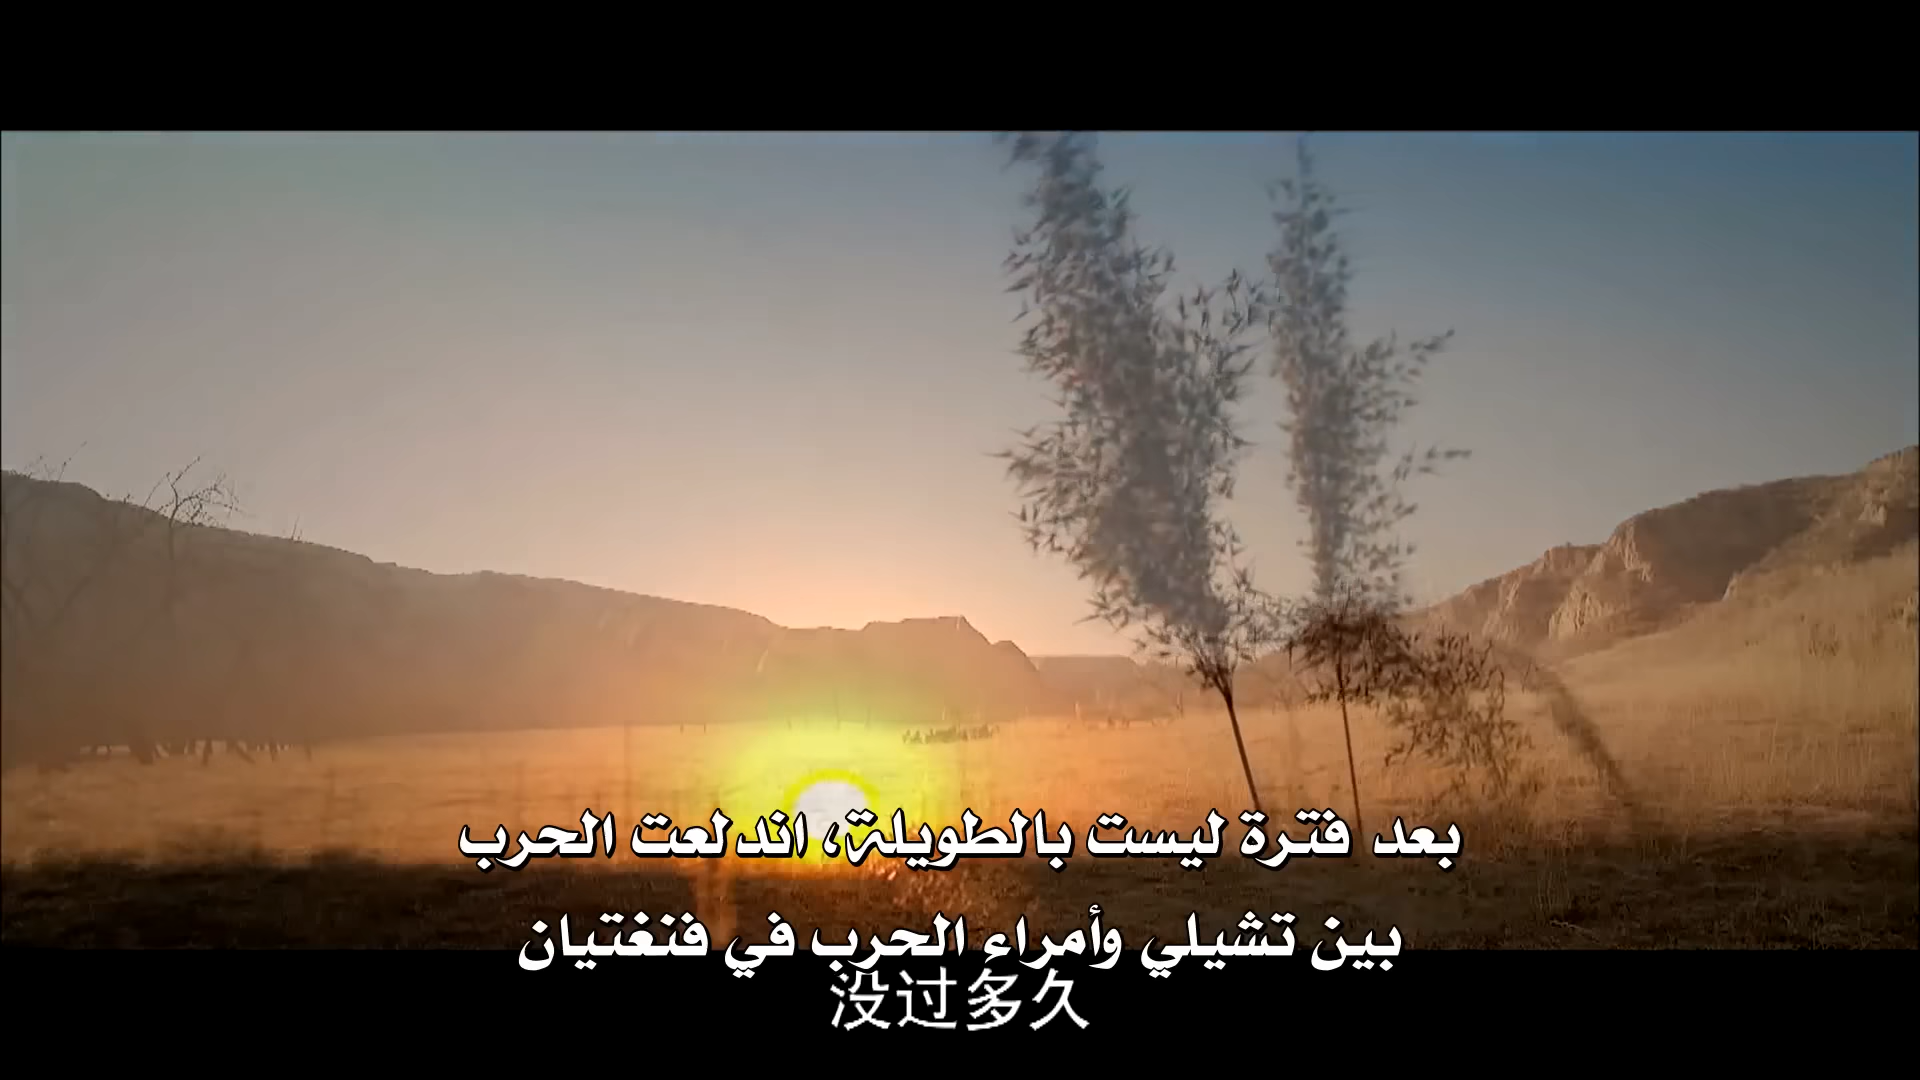 بعد فترة ليست بالطويلة، اندلعت الحرب
بين تشيلي وأمراء الحرب في فنغتيان
没过多久